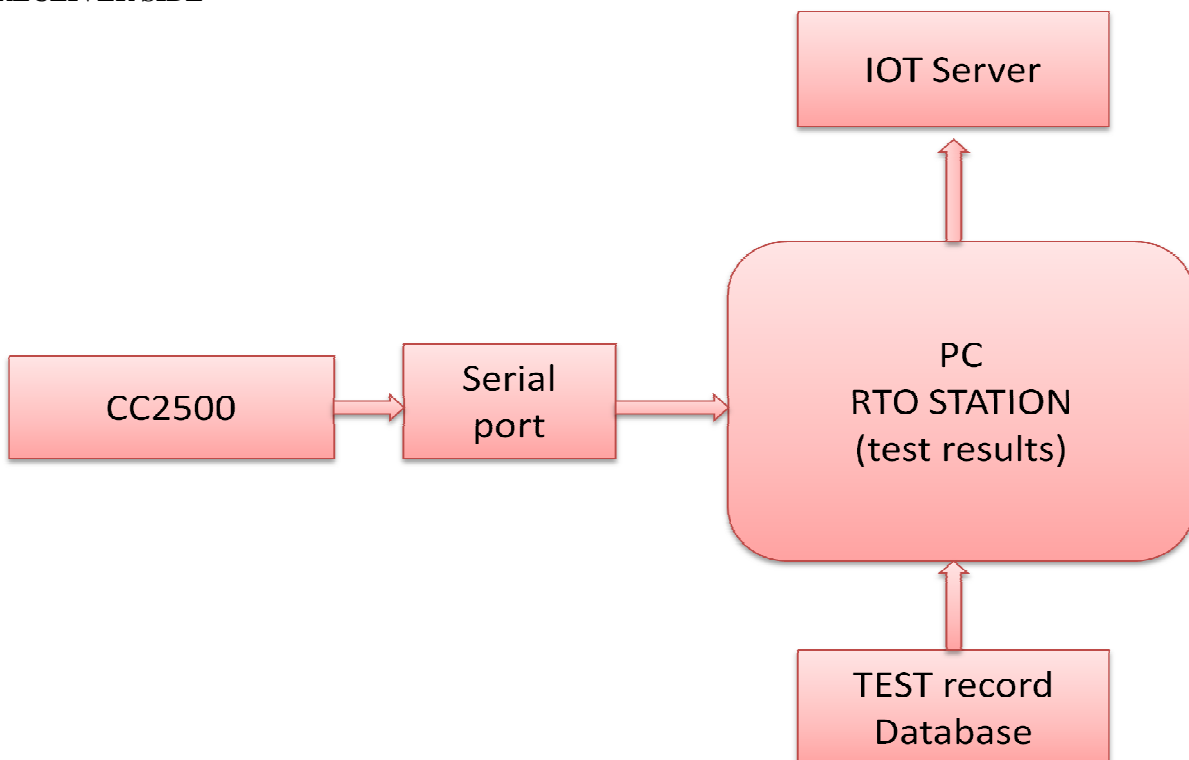 IOT Server
CC2500
Serial
port
PC
RTO STATION
(test results)
TEST record
Database